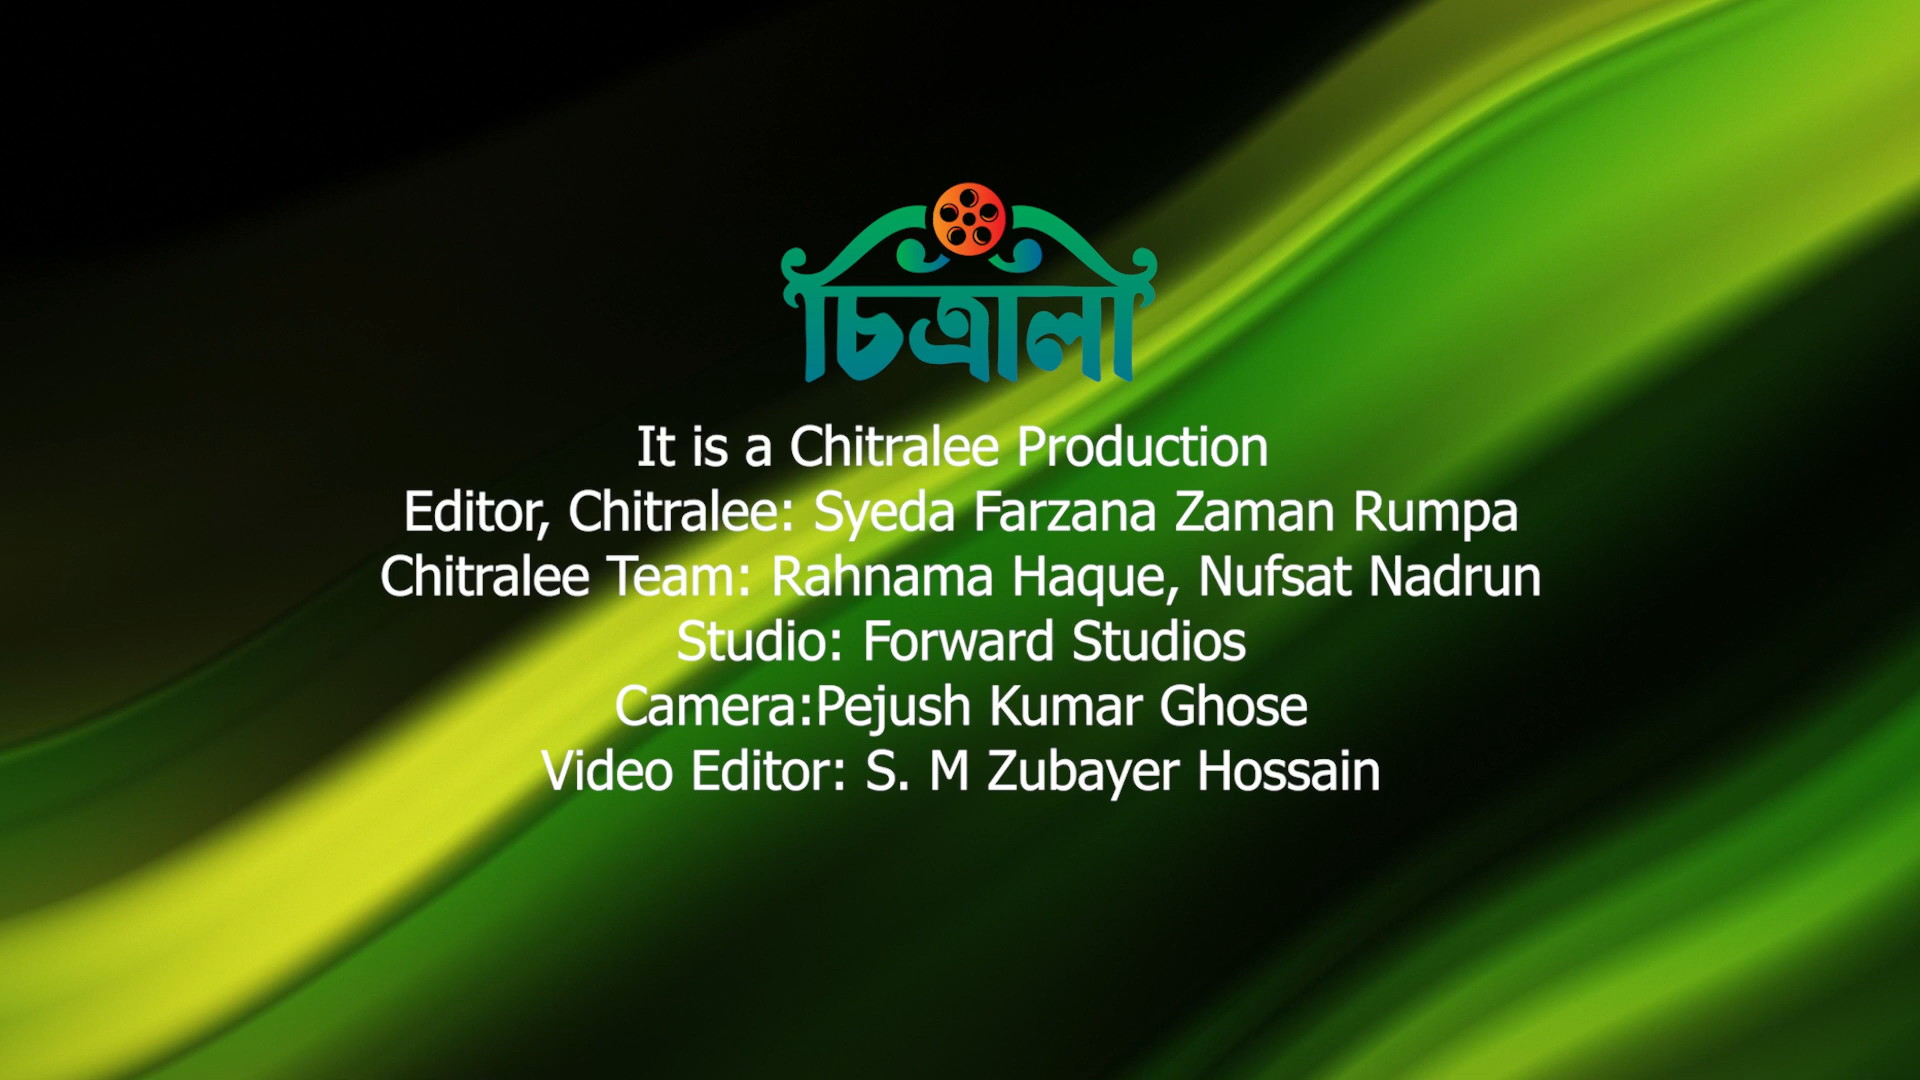 চিত্রালী
It is a Chitralee Production
Editor, Chitralee: Syeda Farzana Zaman Rumpa
Chitralee Team: Rahnama Haque, Nufsat Nadrun
Studio: Forward Studios
Camera:Pejush Kumar Ghose
Video Editor: S. M Zubayer Hossain